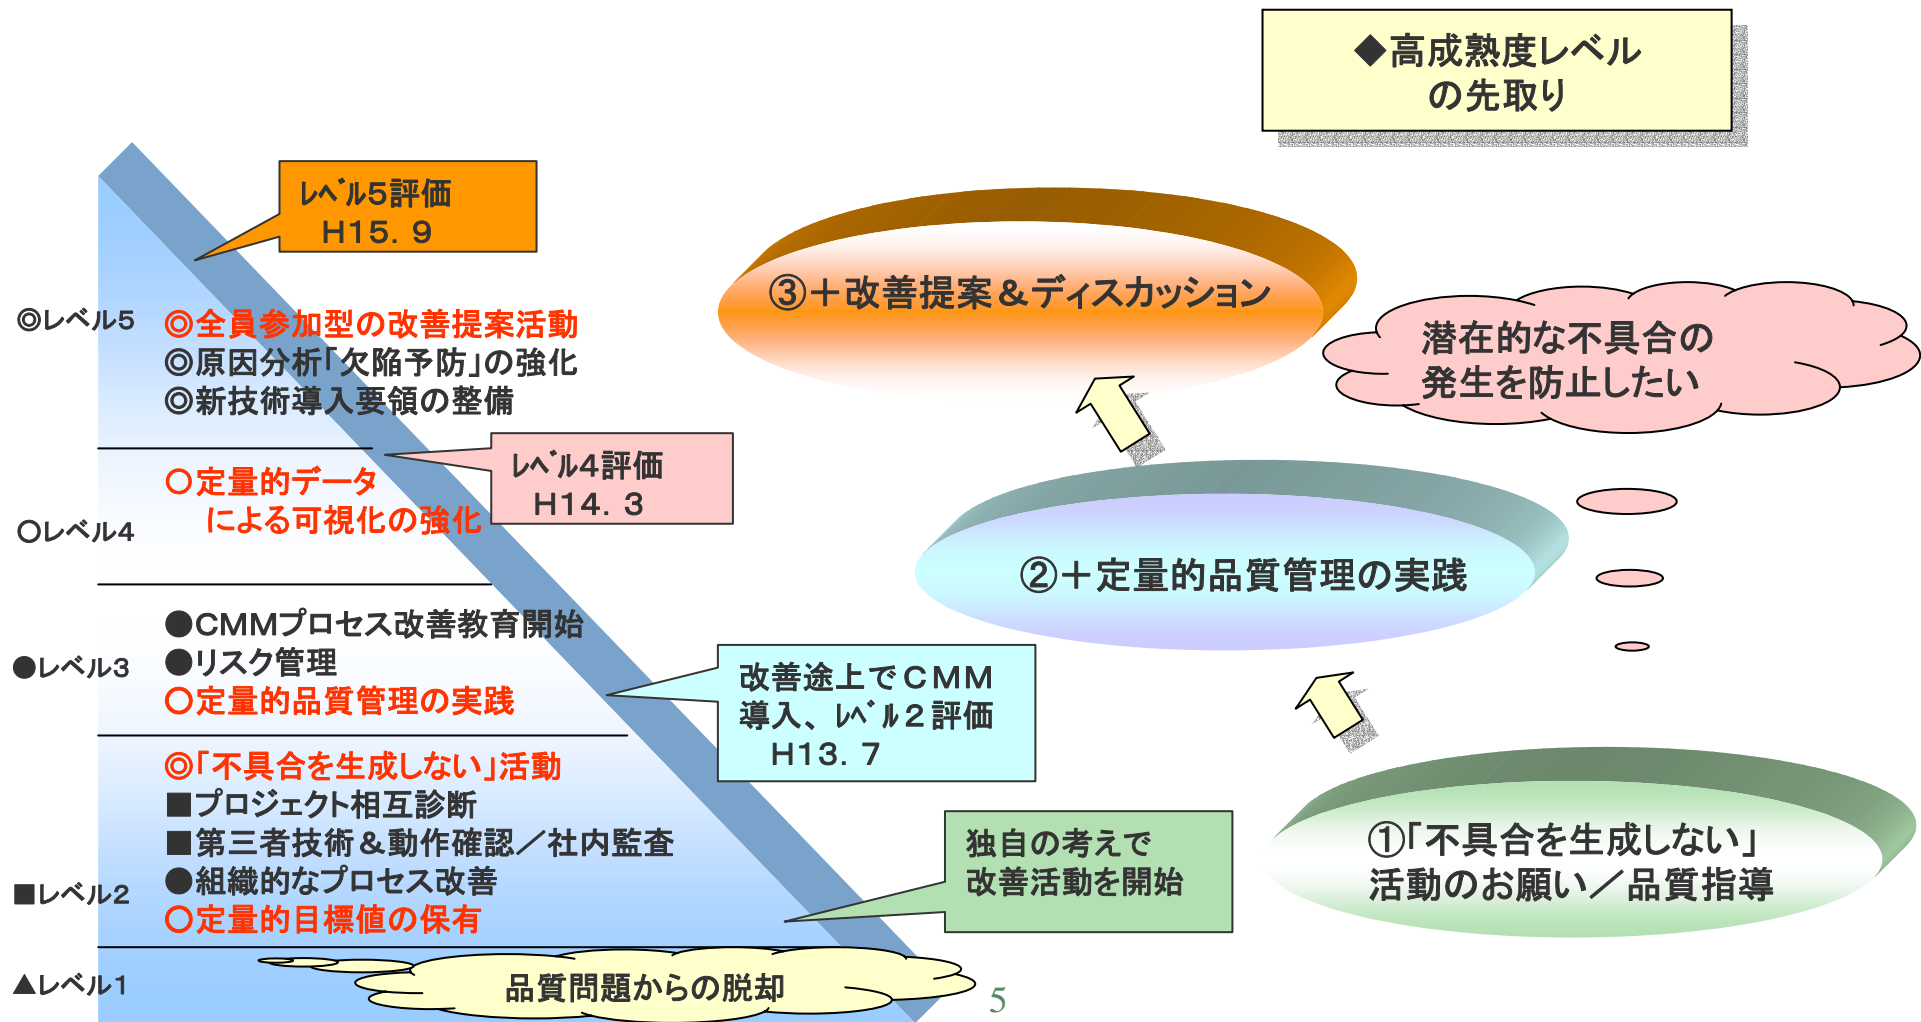 ◆高成熟度レベル
の先取り
ﾚﾍﾞﾙ5評価
H15．9
◎レベル5
◎全員参加型の改善提案活動
◎原因分析「欠陥予防」の強化
◎新技術導入要領の整備
ﾚﾍﾞﾙ4評価
H14．3
○レベル4
○定量的データ
による可視化の強化
●レベル3
●CMMプロセス改善教育開始
●リスク管理
○定量的品質管理の実践
改善途上でＣＭＭ
導入、ﾚﾍﾞﾙ２評価
H13．7
■レベル2
◎「不具合を生成しない」活動
■プロジェクト相互診断
■第三者技術＆動作確認／社内監査
●組織的なプロセス改善
○定量的目標値の保有
独自の考えで
改善活動を開始
▲レベル1
品質問題からの脱却
③＋改善提案＆ディスカッション
潜在的な不具合の
発生を防止したい
②＋定量的品質管理の実践
①「不具合を生成しない」
活動のお願い／品質指導
5